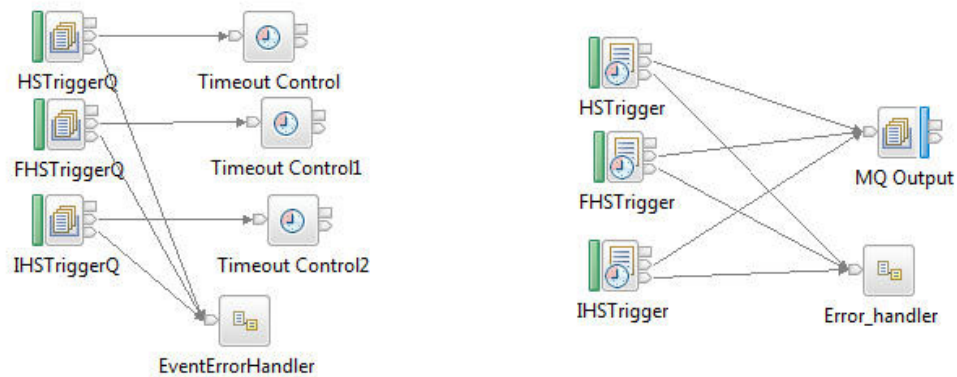 HSTriggerQ
Timeout Control
FHSTriggerQ
Timeout Control1
IHSTriggerQ
Timeout Control2
EventErrorHandler
HSTrigger
FHSTrigger
MQ Output
IHSTrigger
Error_handler